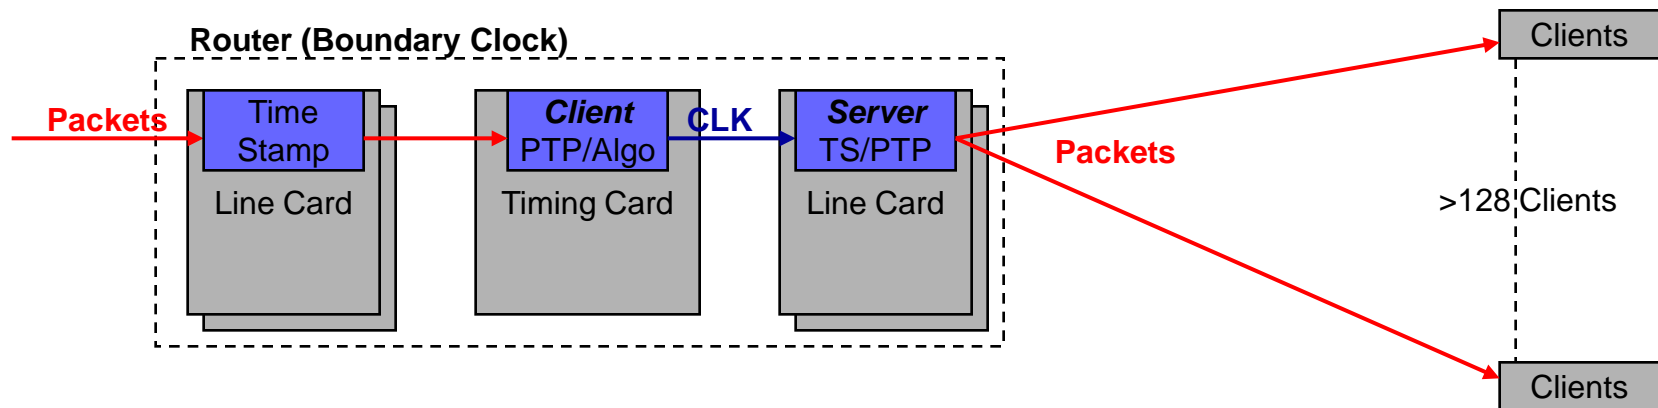 Router (Boundary Clock)
Packets
Time
Stamp
Line Card
Client
PTP/Algo
Timing Card
CLK
Server
TS/PTP
Line Card
Packets
Clients
>128 Clients
Clients